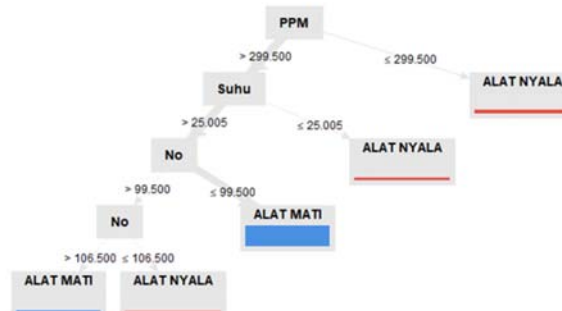 PPM
> 299.500
≤ 299.500
Suhu
ALAT NYALA
> 25.005
≤ 25.005
No
ALAT NYALA
> 99.500
≤ 99.500
No
ALAT MATI
> 106.500
≤ 106.500
ALAT MATI
ALAT NYALA